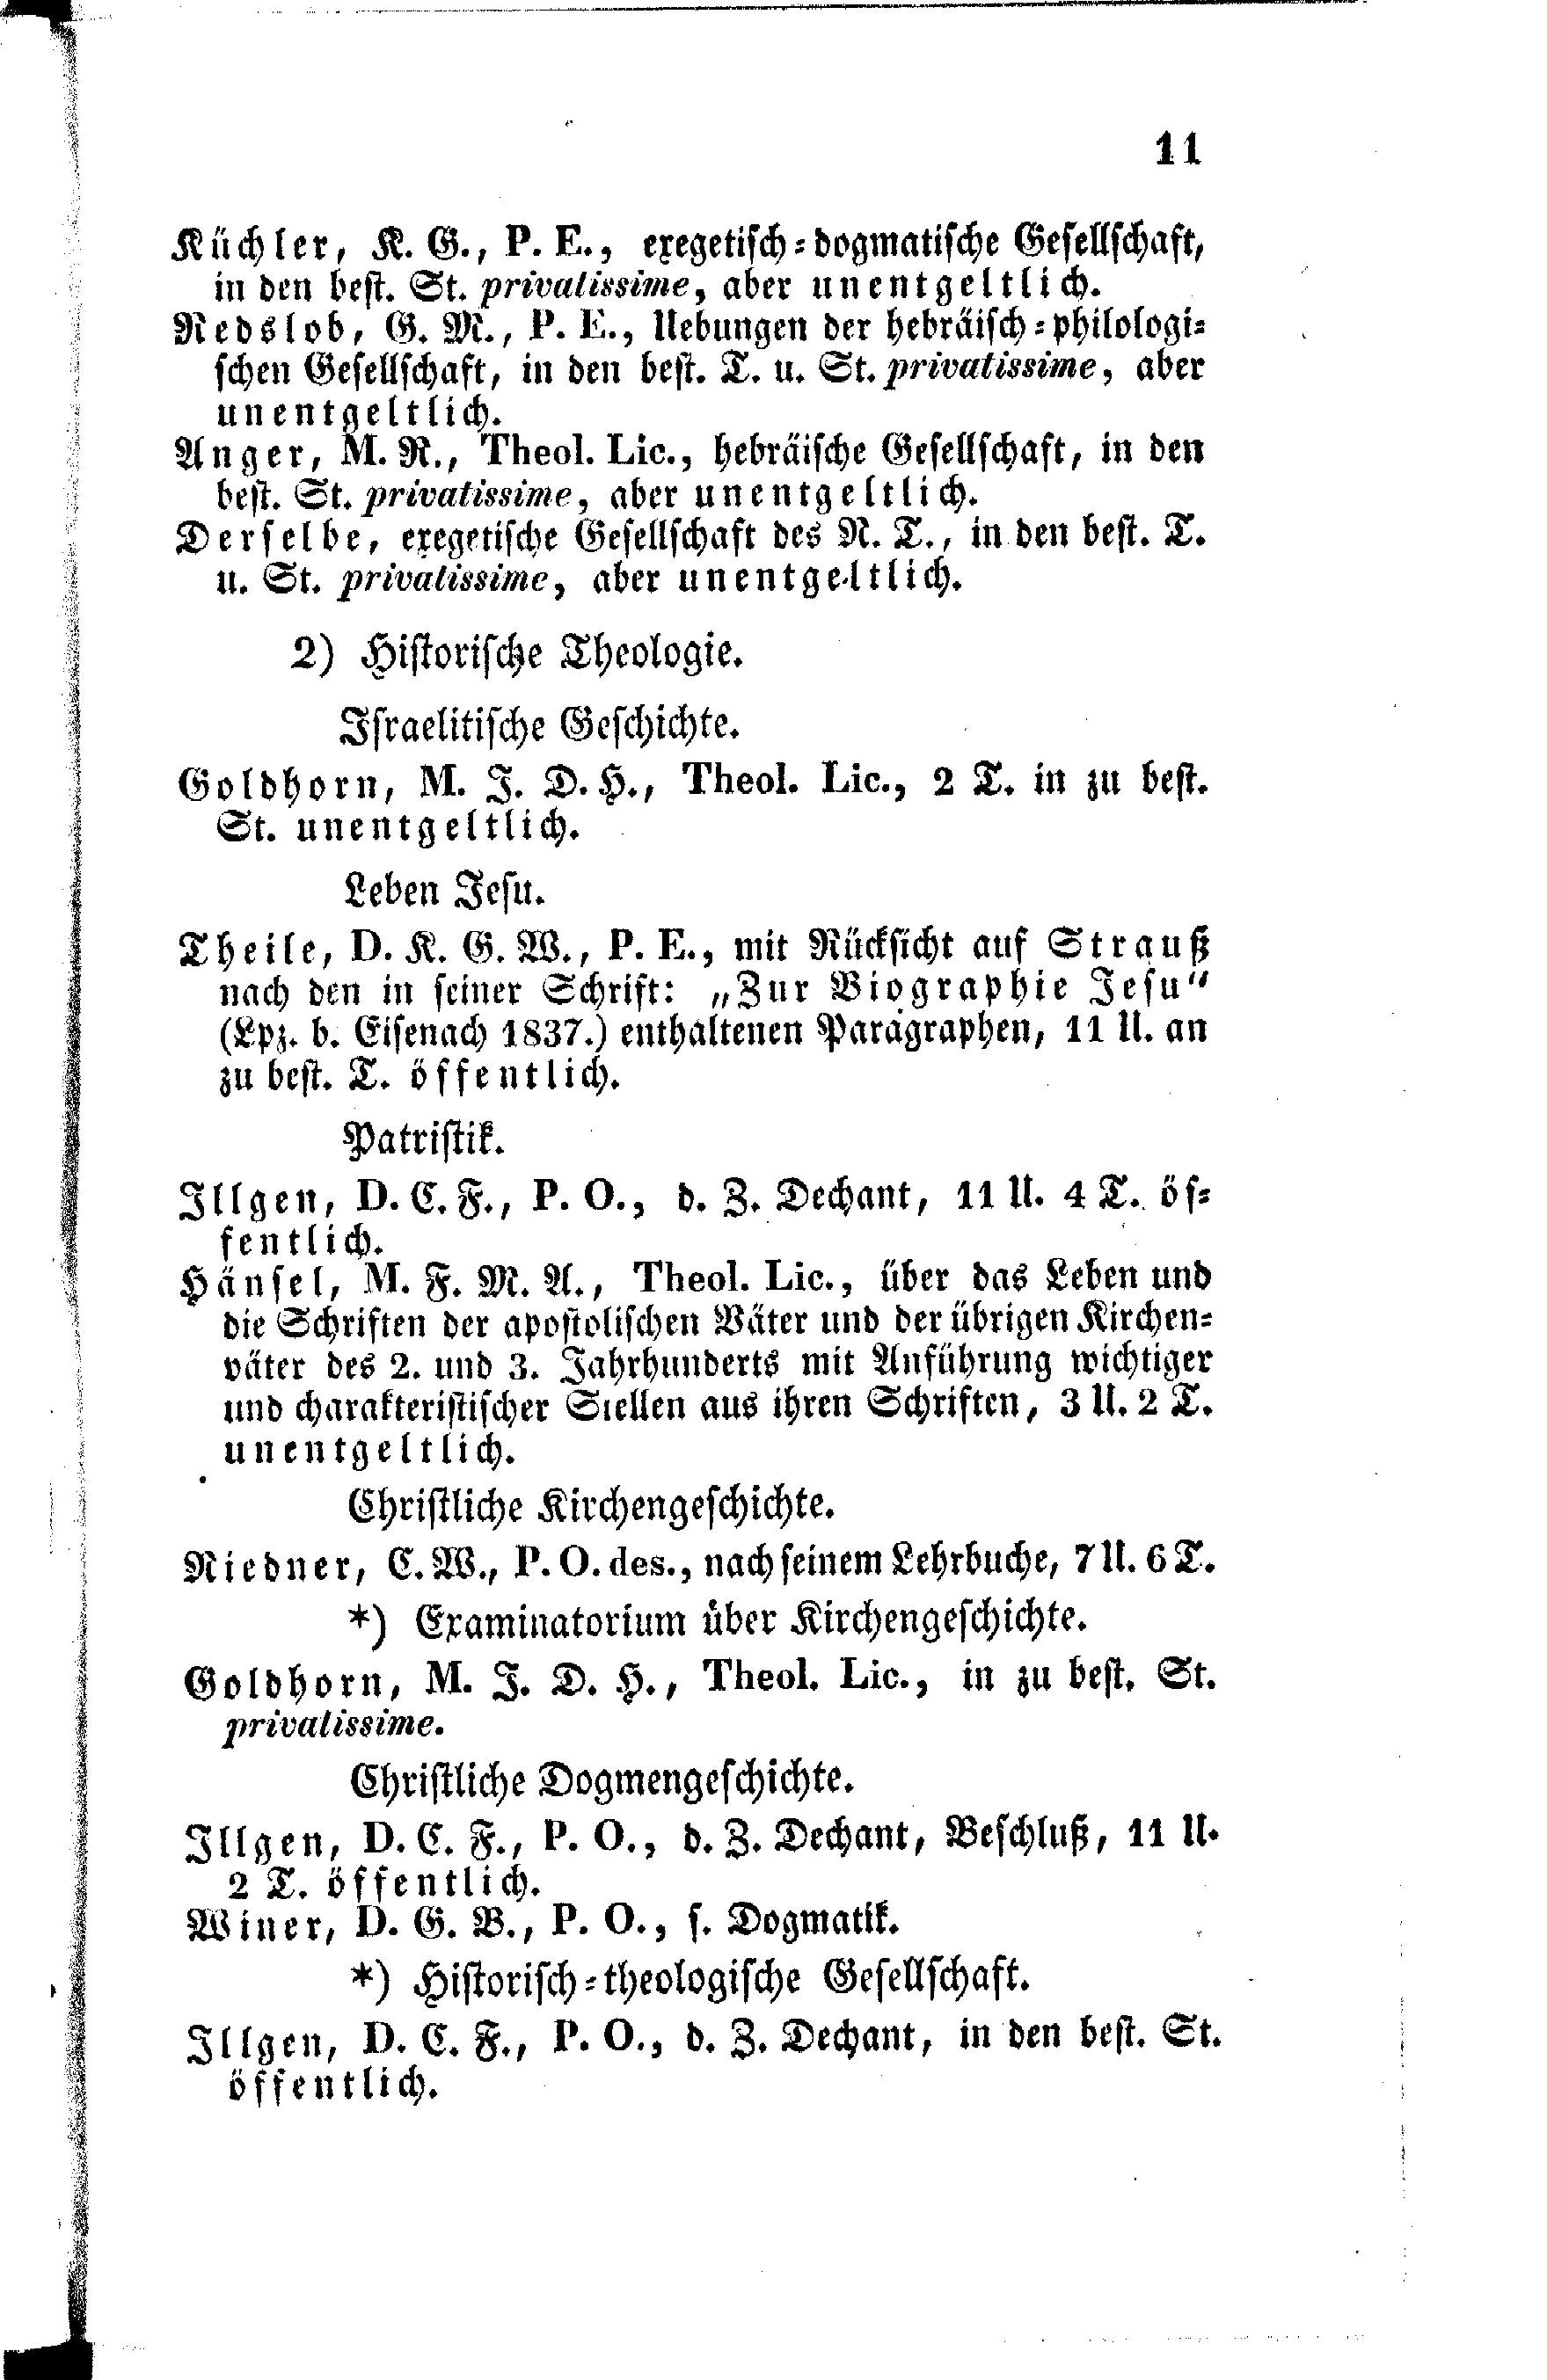 11
Küchler, K. G., P. E., exegetisch-dogmatische Gesellschaft,
in den best. St. privatissime, aber unentgeltlich.
Redslob, G. M., P. E., Uebungen der hebräisch-philologi-
schen Gesellschaft, in den best. T. u. St. privatissime, aber
unentgeltlich.
Anger, M. R., Theol. Lic., hebräische Gesellschaft, in den
best. St. privatissime, aber unentgeltlich.
Derselbe, exegetische Gesellschaft des N. T., in den best. T.
u. St. privatissime, aber unentgeltlich.
2) Historische Theologie.
Israelitische Geschichte.
Goldhorn, M. J. D. H., Theol. Lic., 2 T. in zu best.
St. unentgeltlich.
Leben Jesu.
Theile, D. K. G. W., P. E., mit Rücksicht auf Strauß
nach den in seiner Schrift: „Zur Biographie Jesu“
(Lpz. b. Eisenach 1837.) enthaltenen Paragraphen, 11 U. an
zu best. T. öffentlich.
Patristik.
Illgen, D. C. F., P. O., d. Z. Dechant, 11 U. 4 T. öf-
fentlich.
Hänsel, M. F. M. A., Theol. Lic., über das Leben und
die Schriften der apostolischen Väter und der übrigen Kirchen-
väter des 2. und 3. Jahrhunderts mit Anführung wichtiger
und charakteristischer Stellen aus ihren Schriften, 3 U. 2 T.
unentgeltlich.
Christliche Kirchengeschichte.
Niedner, C. W., P. O. des., nach seinem Lehrbuche, 7 U. 6 T.
*) Examinatorium über Kirchengeschichte.
Goldhorn, M. J. D. H., Theol. Lic., in zu best. St.
privatissime.
Christliche Dogmengeschichte.
Illgen, D. C. F., P. O., d. Z. Dechant, Beschluß, 11 U.
2 T. öffentlich.
Winer, D. G. B., P. O., s. Dogmatik.
*) Historisch-theologische Gesellschaft.
Illgen, D. C. F., P. O., d. Z. Dechant, in den best. St.
öffentlich.